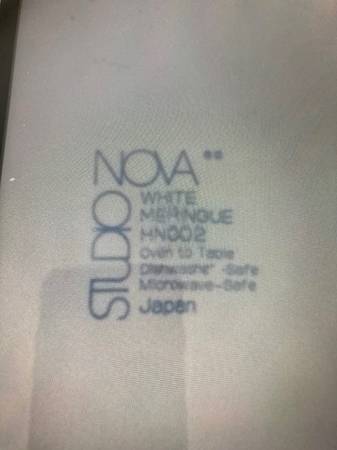 STUDIO
NOVA
WHITE
MERINGUE
HN002
Oven to Table
Dishwasher-Safe
Microwave-Safe
Japan